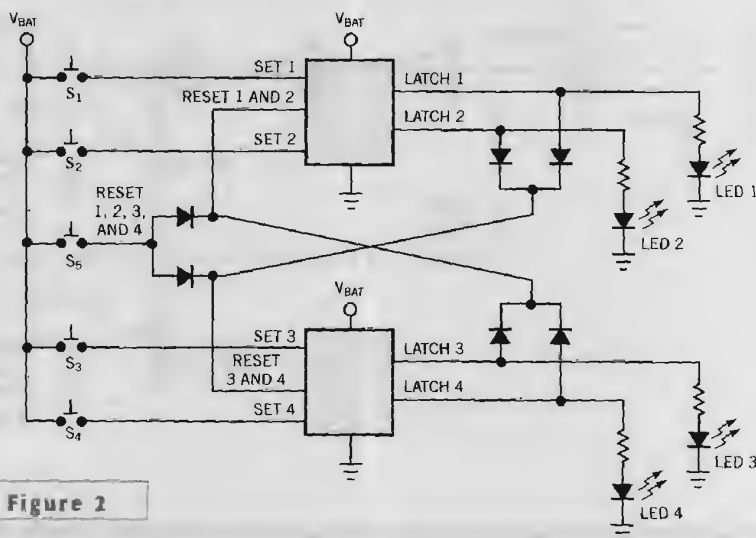 VBAT
VBAT
S1
SET 1
LATCH 1
RESET 1 AND 2
LATCH 2
S2
SET 2
LED 1
RESET
1, 2, 3,
AND 4
LED 2
S5
VBAT
S3
SET 3
LATCH 3
RESET
3 AND 4
LATCH 4
S4
SET 4
LED 3
LED 4
Figure 2